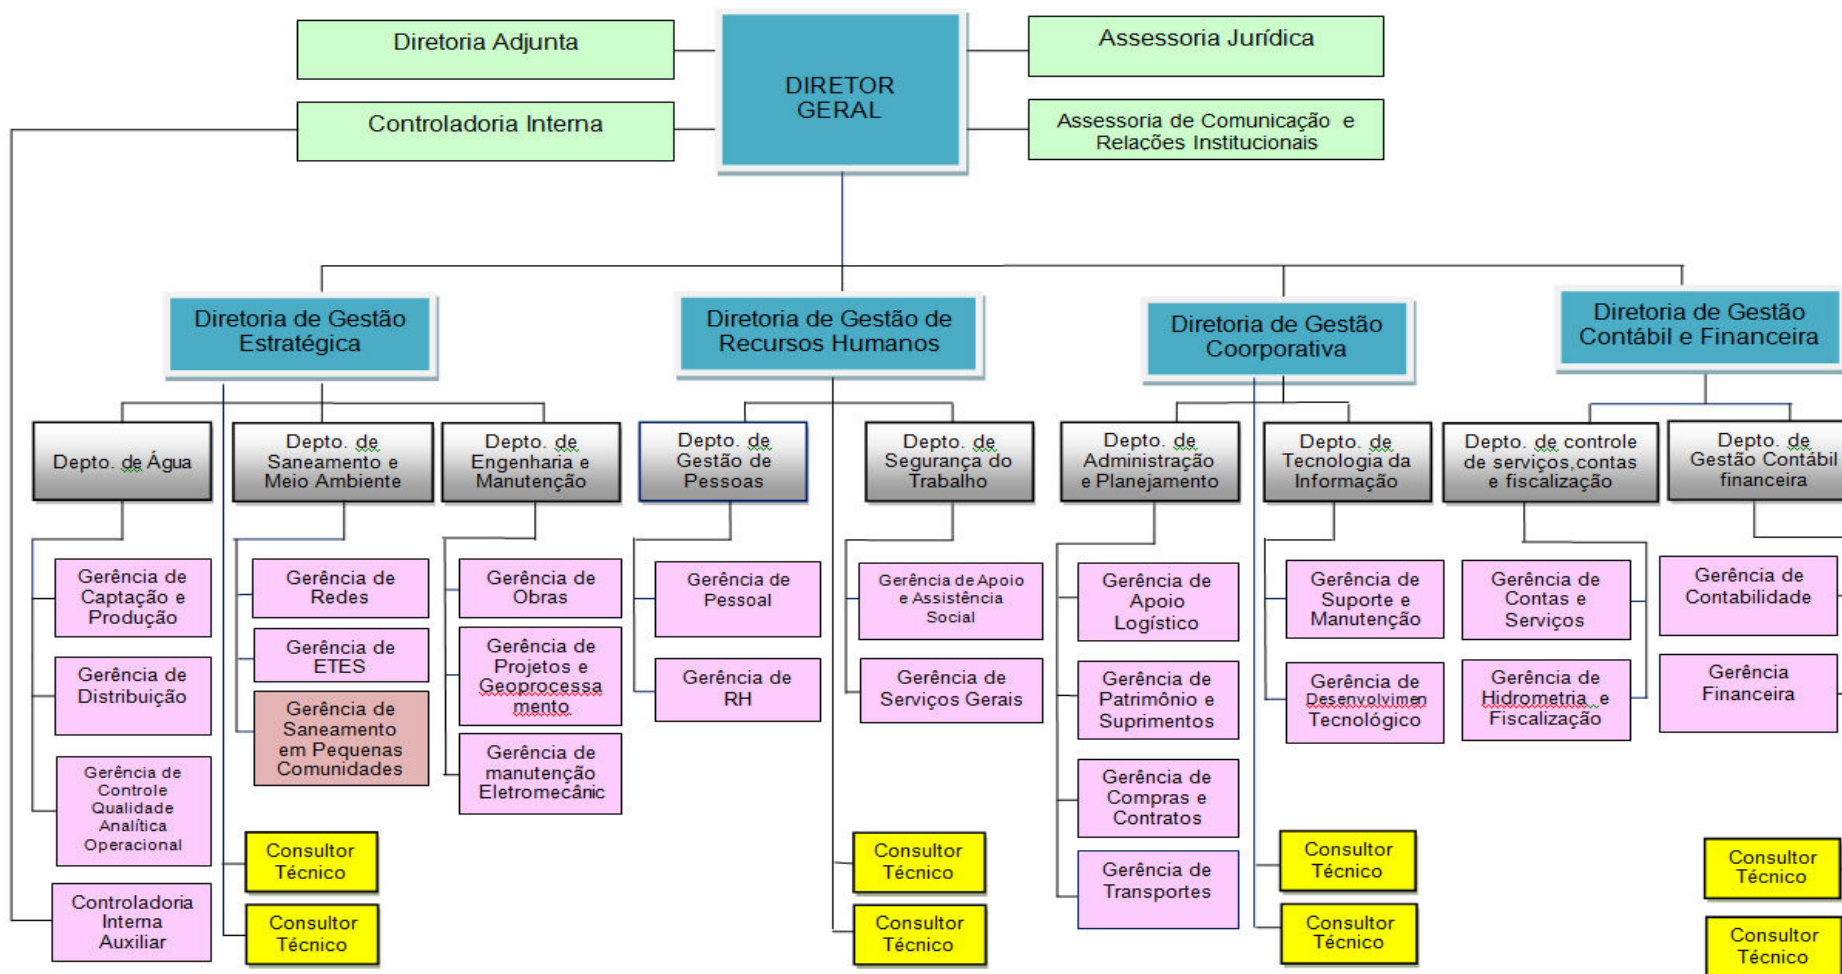 Diretoria Adjunta
Assessoria Jurídica
DIRETOR
GERAL
Controladoria Interna
Assessoria de Comunicação e
Relações Institucionais
Diretoria de Gestão
Estratégica
Diretoria de Gestão de
Recursos Humanos
Diretoria de Gestão
Coorporativa
Diretoria de Gestão
Contábil e Financeira
Depto. de Água
Depto. de
Saneamento e
Meio Ambiente
Depto. de
Engenharia e
Manutenção
Depto. de
Gestão de
Pessoas
Depto. de
Segurança do
Trabalho
Depto. de
Administração
e Planejamento
Depto. de
Tecnologia da
Informação
Depto. de controle
de serviços,contas
e fiscalização
Depto. de
Gestão Contábil
financeira
Gerência de
Captação e
Produção
Gerência de
Redes
Gerência de
Obras
Gerência de
Pessoal
Gerência de Apoio
e Assistência
Social
Gerência de
Apoio
Logístico
Gerência de
Suporte e
Manutenção
Gerência de
Contas e
Serviços
Gerência de
Contabilidade
Gerência de
Distribuição
Gerência de
ETES
Gerência de
Projetos e
Geoprocessa
mento
Gerência de
RH
Gerência de
Serviços Gerais
Gerência de
Patrimônio e
Suprimentos
Gerência de
Desenvolvimen
Tecnológico
Gerência de
Hidrometria e
Fiscalização
Gerência
Financeira
Gerência de
Controle
Qualidade
Analítica
Operacional
Gerência de
Saneamento
em Pequenas
Comunidades
Gerência de
manutenção
Eletromecânic
Gerência de
Compras e
Contratos
Gerência de
Transportes
Controladoria
Interna
Auxiliar
Consultor
Técnico
Consultor
Técnico
Consultor
Técnico
Consultor
Técnico
Consultor
Técnico
Consultor
Técnico
Consultor
Técnico
Consultor
Técnico